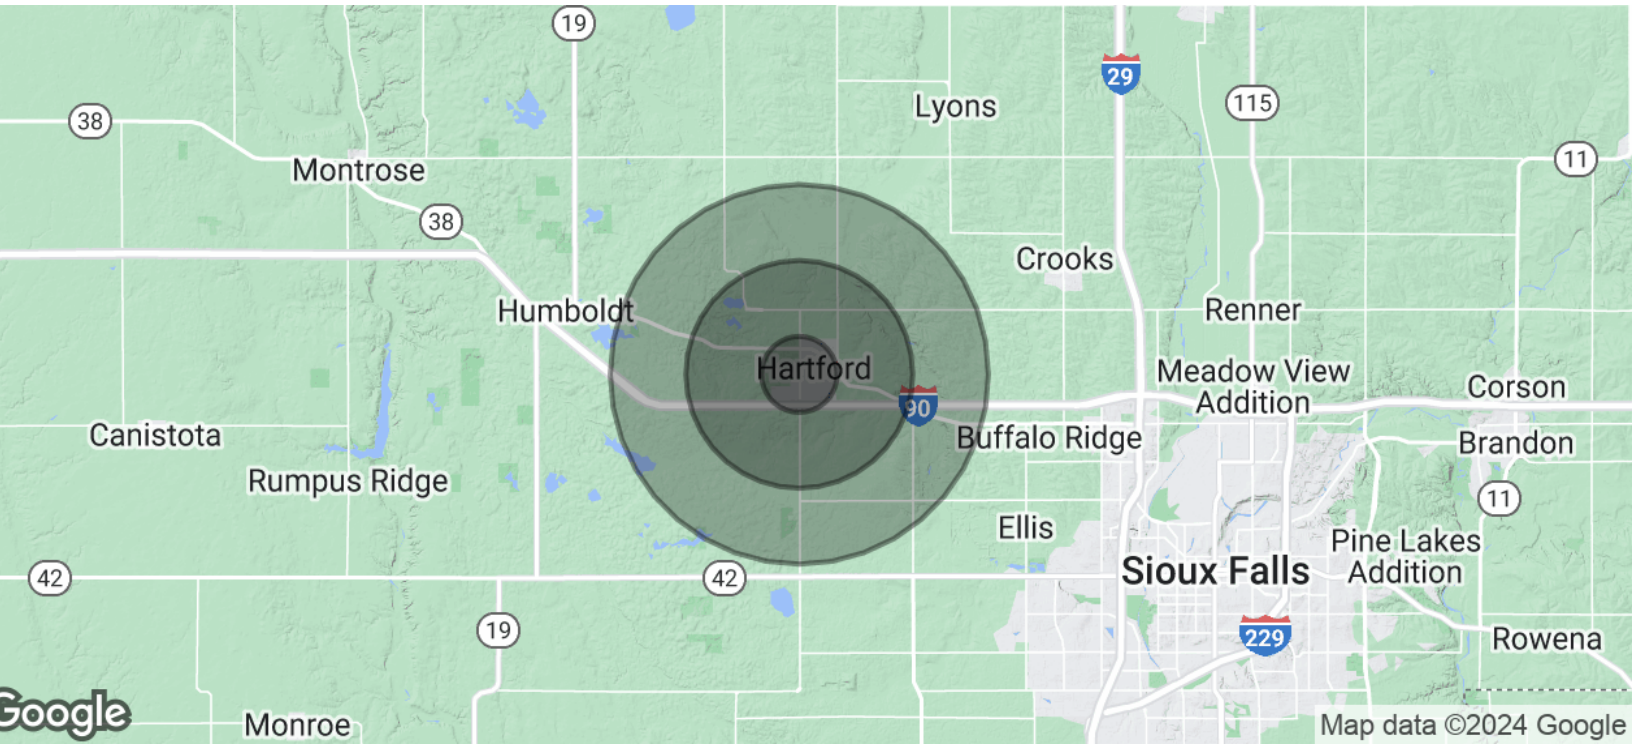 19
29
115
Lyons
38
11
Montrose
38
Crooks
Humboldt
Renner
Hartford
Meadow View
Addition
Corson
90
Canistota
Buffalo Ridge
Brandon
Rumpus Ridge
11
Ellis
Pine Lakes
Addition
Sioux Falls
42
42
19
229
Rowena
Google
Monroe
Map data ©2024 Google